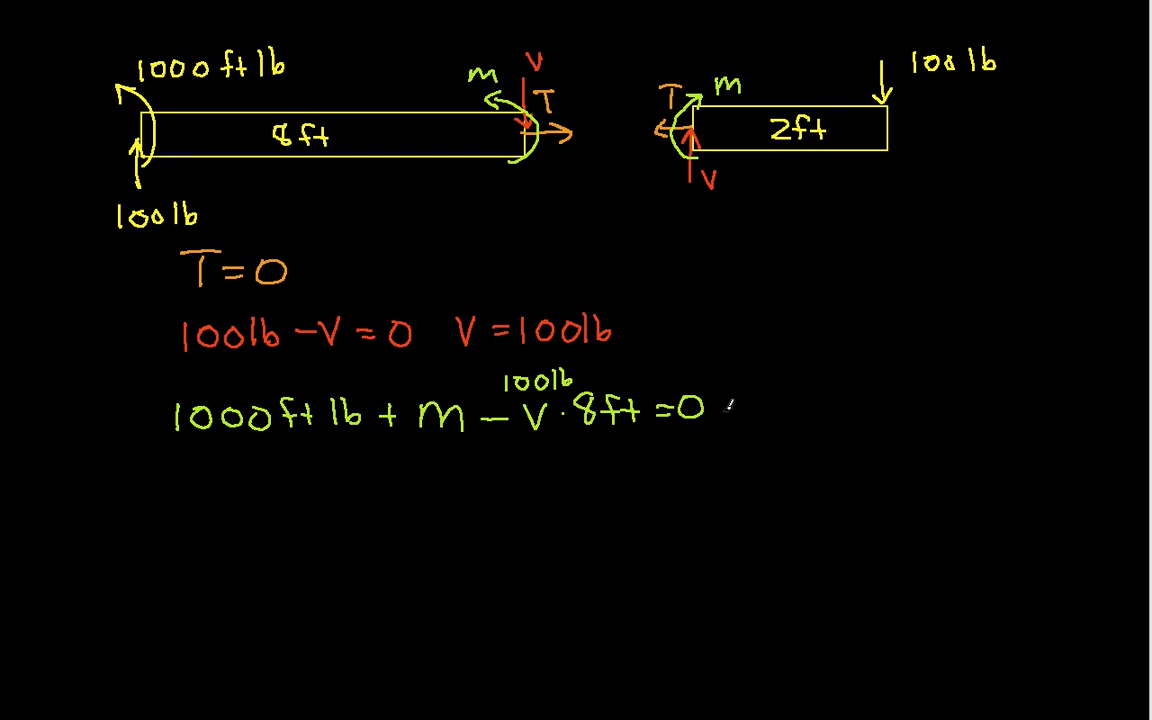 1000 ft lb
m
V
T
8ft
100 lb
T
m
100 lb
2ft
V
T = 0
100lb - V = 0 V = 100lb
100lb
1000ft lb + m - V · 8ft = 0